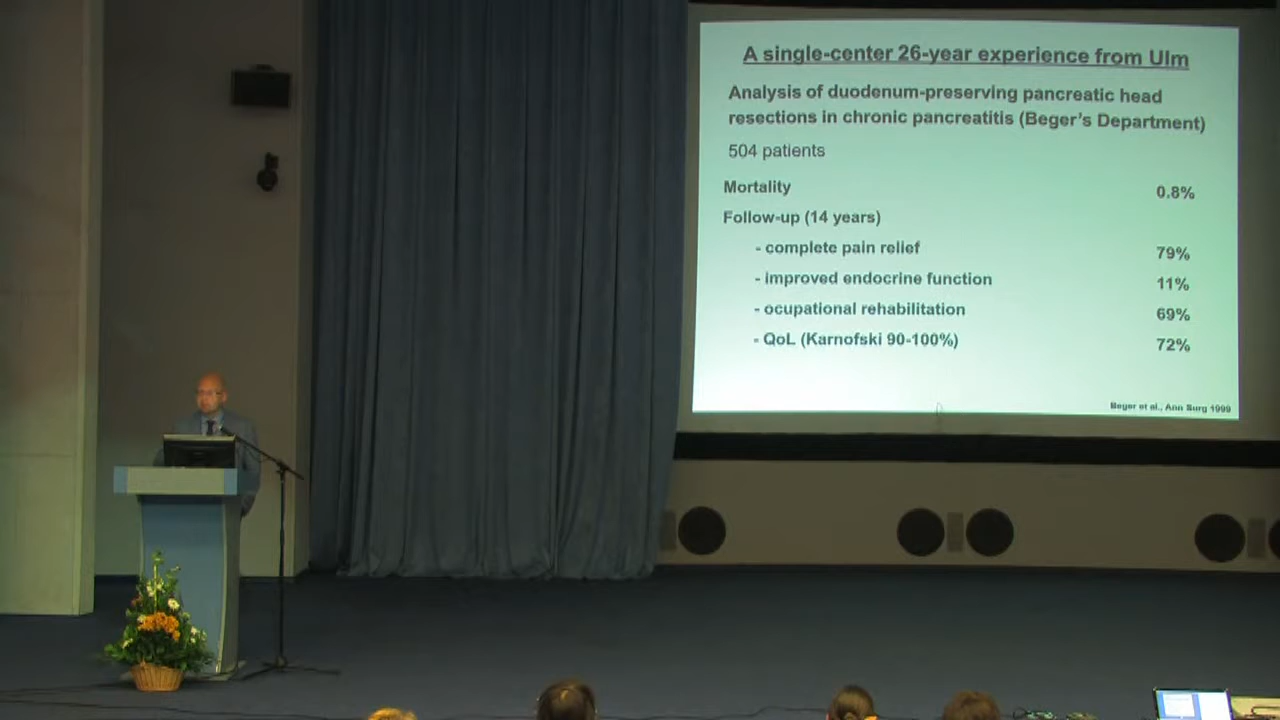 A single-center 26-year experience from Ulm
Analysis of duodenum-preserving pancreatic head
resections in chronic pancreatitis (Beger's Department)
504 patients
Mortality 0.8%
Follow-up (14 years)
- complete pain relief 79%
- improved endocrine function 11%
- ocupational rehabilitation 69%
- QoL (Karnofski 90-100%) 72%
Beger et al., Ann Surg 1999